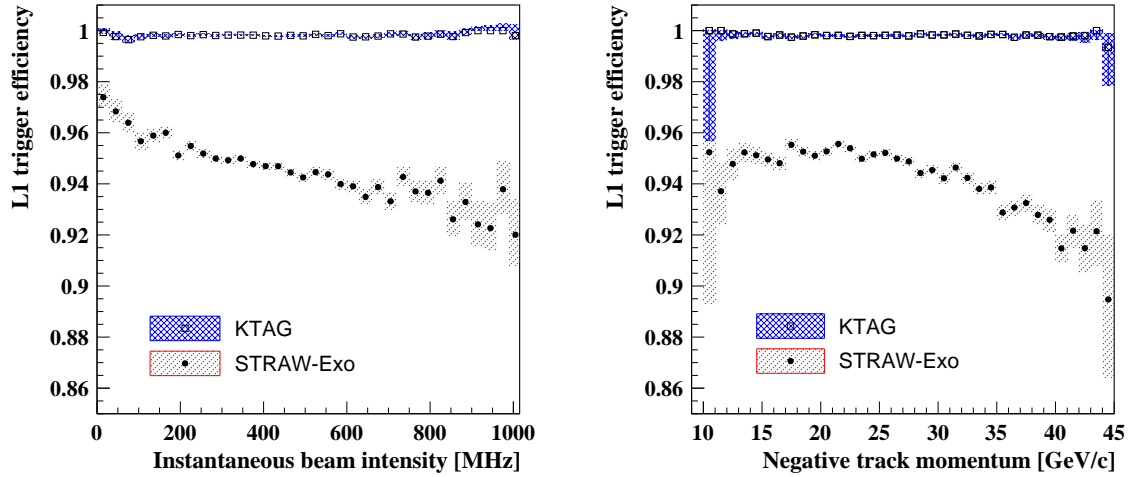 L1 trigger efficiency
1
0.98
0.96
0.94
0.92
0.9
0.88
0.86
KTAG
STRAW-Exo
0 200 400 600 800 1000
Instantaneous beam intensity [MHz]
L1 trigger efficiency
1
0.98
0.96
0.94
0.92
0.9
0.88
0.86
KTAG
STRAW-Exo
10 15 20 25 30 35 40 45
Negative track momentum [GeV/c]